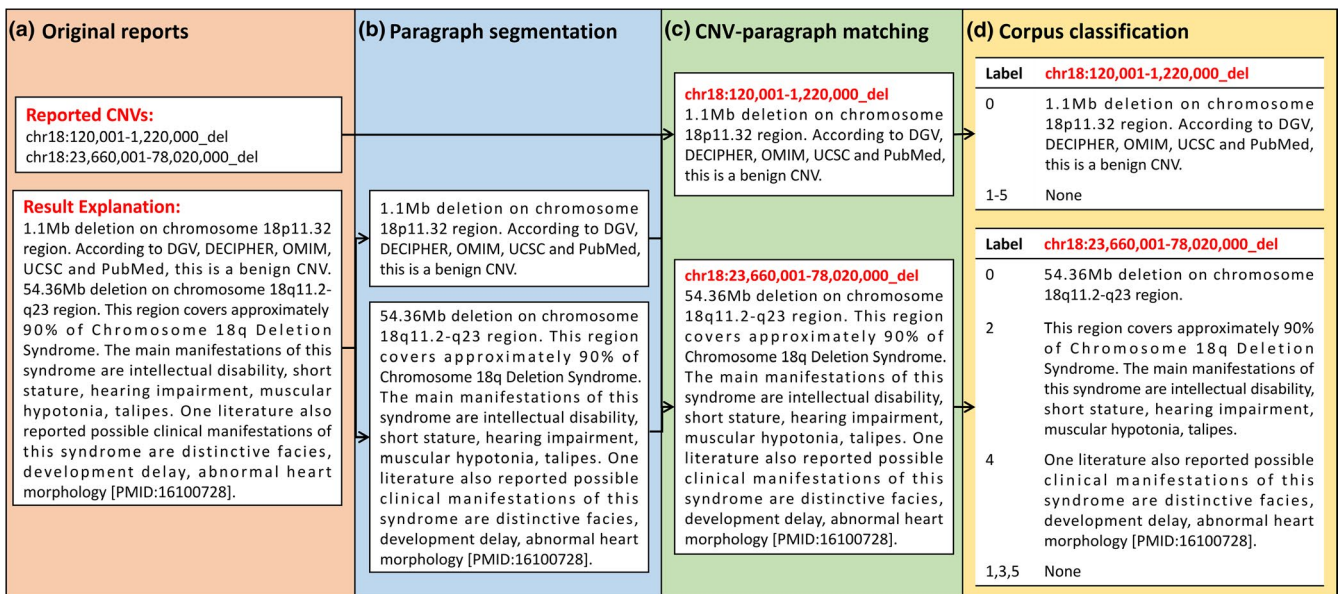 (a) Original reports
Reported CNVs:
chr18:120,001-1,220,000_del
chr18:23,660,001-78,020,000_del
Result Explanation:
1.1Mb deletion on chromosome 18p11.32
region. According to DGV, DECIPHER, OMIM,
UCSC and PubMed, this is a benign CNV.
54.36Mb deletion on chromosome 18q11.2-
q23 region. This region covers approximately
90% of Chromosome 18q Deletion
Syndrome. The main manifestations of this
syndrome are intellectual disability, short
stature, hearing impairment, muscular
hypotonia, talipes. One literature also
reported possible clinical manifestations of
this syndrome are distinctive facies,
development delay, abnormal heart
morphology [PMID:16100728].
(b) Paragraph segmentation
1.1Mb deletion on chromosome
18p11.32 region. According to DGV,
DECIPHER, OMIM, UCSC and PubMed,
this is a benign CNV.
54.36Mb deletion on chromosome
18q11.2-q23 region. This region
covers approximately 90% of
Chromosome 18q Deletion Syndrome.
The main manifestations of this
syndrome are intellectual disability,
short stature, hearing impairment,
muscular hypotonia, talipes. One
literature also reported possible
clinical manifestations of this
syndrome are distinctive facies,
development delay, abnormal heart
morphology [PMID:16100728].
(c) CNV-paragraph matching
chr18:120,001-1,220,000_del
1.1Mb deletion on chromosome
18p11.32 region. According to DGV,
DECIPHER, OMIM, UCSC and PubMed,
this is a benign CNV.
chr18:23,660,001-78,020,000_del
54.36Mb deletion on chromosome
18q11.2-q23 region. This region
covers approximately 90% of
Chromosome 18q Deletion Syndrome.
The main manifestations of this
syndrome are intellectual disability,
short stature, hearing impairment,
muscular hypotonia, talipes. One
literature also reported possible
clinical manifestations of this
syndrome are distinctive facies,
development delay, abnormal heart
morphology [PMID:16100728].
(d) Corpus classification
Label chr18:120,001-1,220,000_del
0 1.1Mb deletion on chromosome
18p11.32 region. According to DGV,
DECIPHER, OMIM, UCSC and PubMed,
this is a benign CNV.
1-5 None
Label chr18:23,660,001-78,020,000_del
0 54.36Mb deletion on chromosome
18q11.2-q23 region.
2 This region covers approximately 90%
of Chromosome 18q Deletion
Syndrome. The main manifestations of
this syndrome are intellectual disability,
short stature, hearing impairment,
muscular hypotonia, talipes.
4 One literature also reported possible
clinical manifestations of this
syndrome are distinctive facies,
development delay, abnormal heart
morphology [PMID:16100728].
1,3,5 None